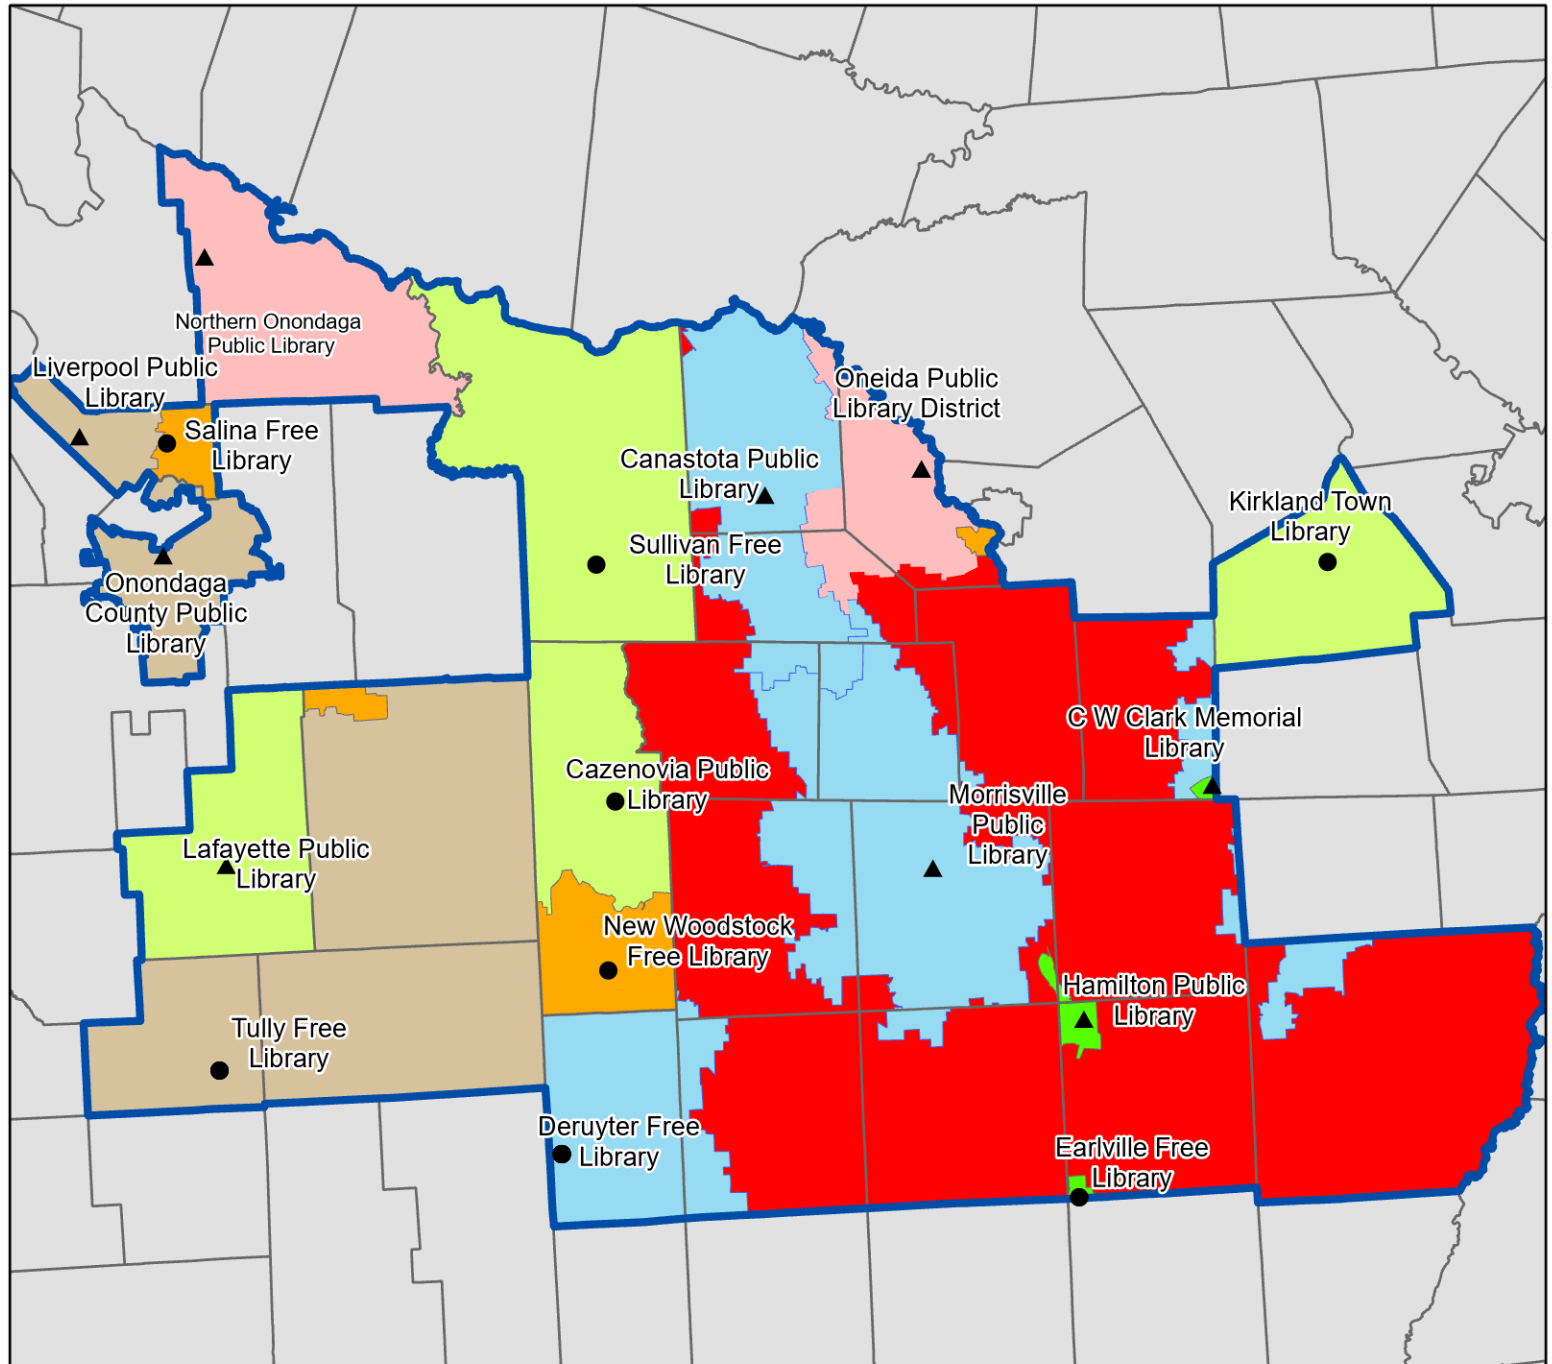 Northern Onondaga
Public Library
Liverpool Public
Library
Salina Free
Library
Oneida Public
Library District
Canastota Public
Library
Kirkland Town
Library
Sullivan Free
Library
Onondaga
County Public
Library
C W Clark Memorial
Library
Cazenovia Public
Library
Morrisville
Public
Library
Lafayette Public
Library
New Woodstock
Free Library
Hamilton Public
Library
Tully Free
Library
Deruyter Free
Library
Earlville Free
Library